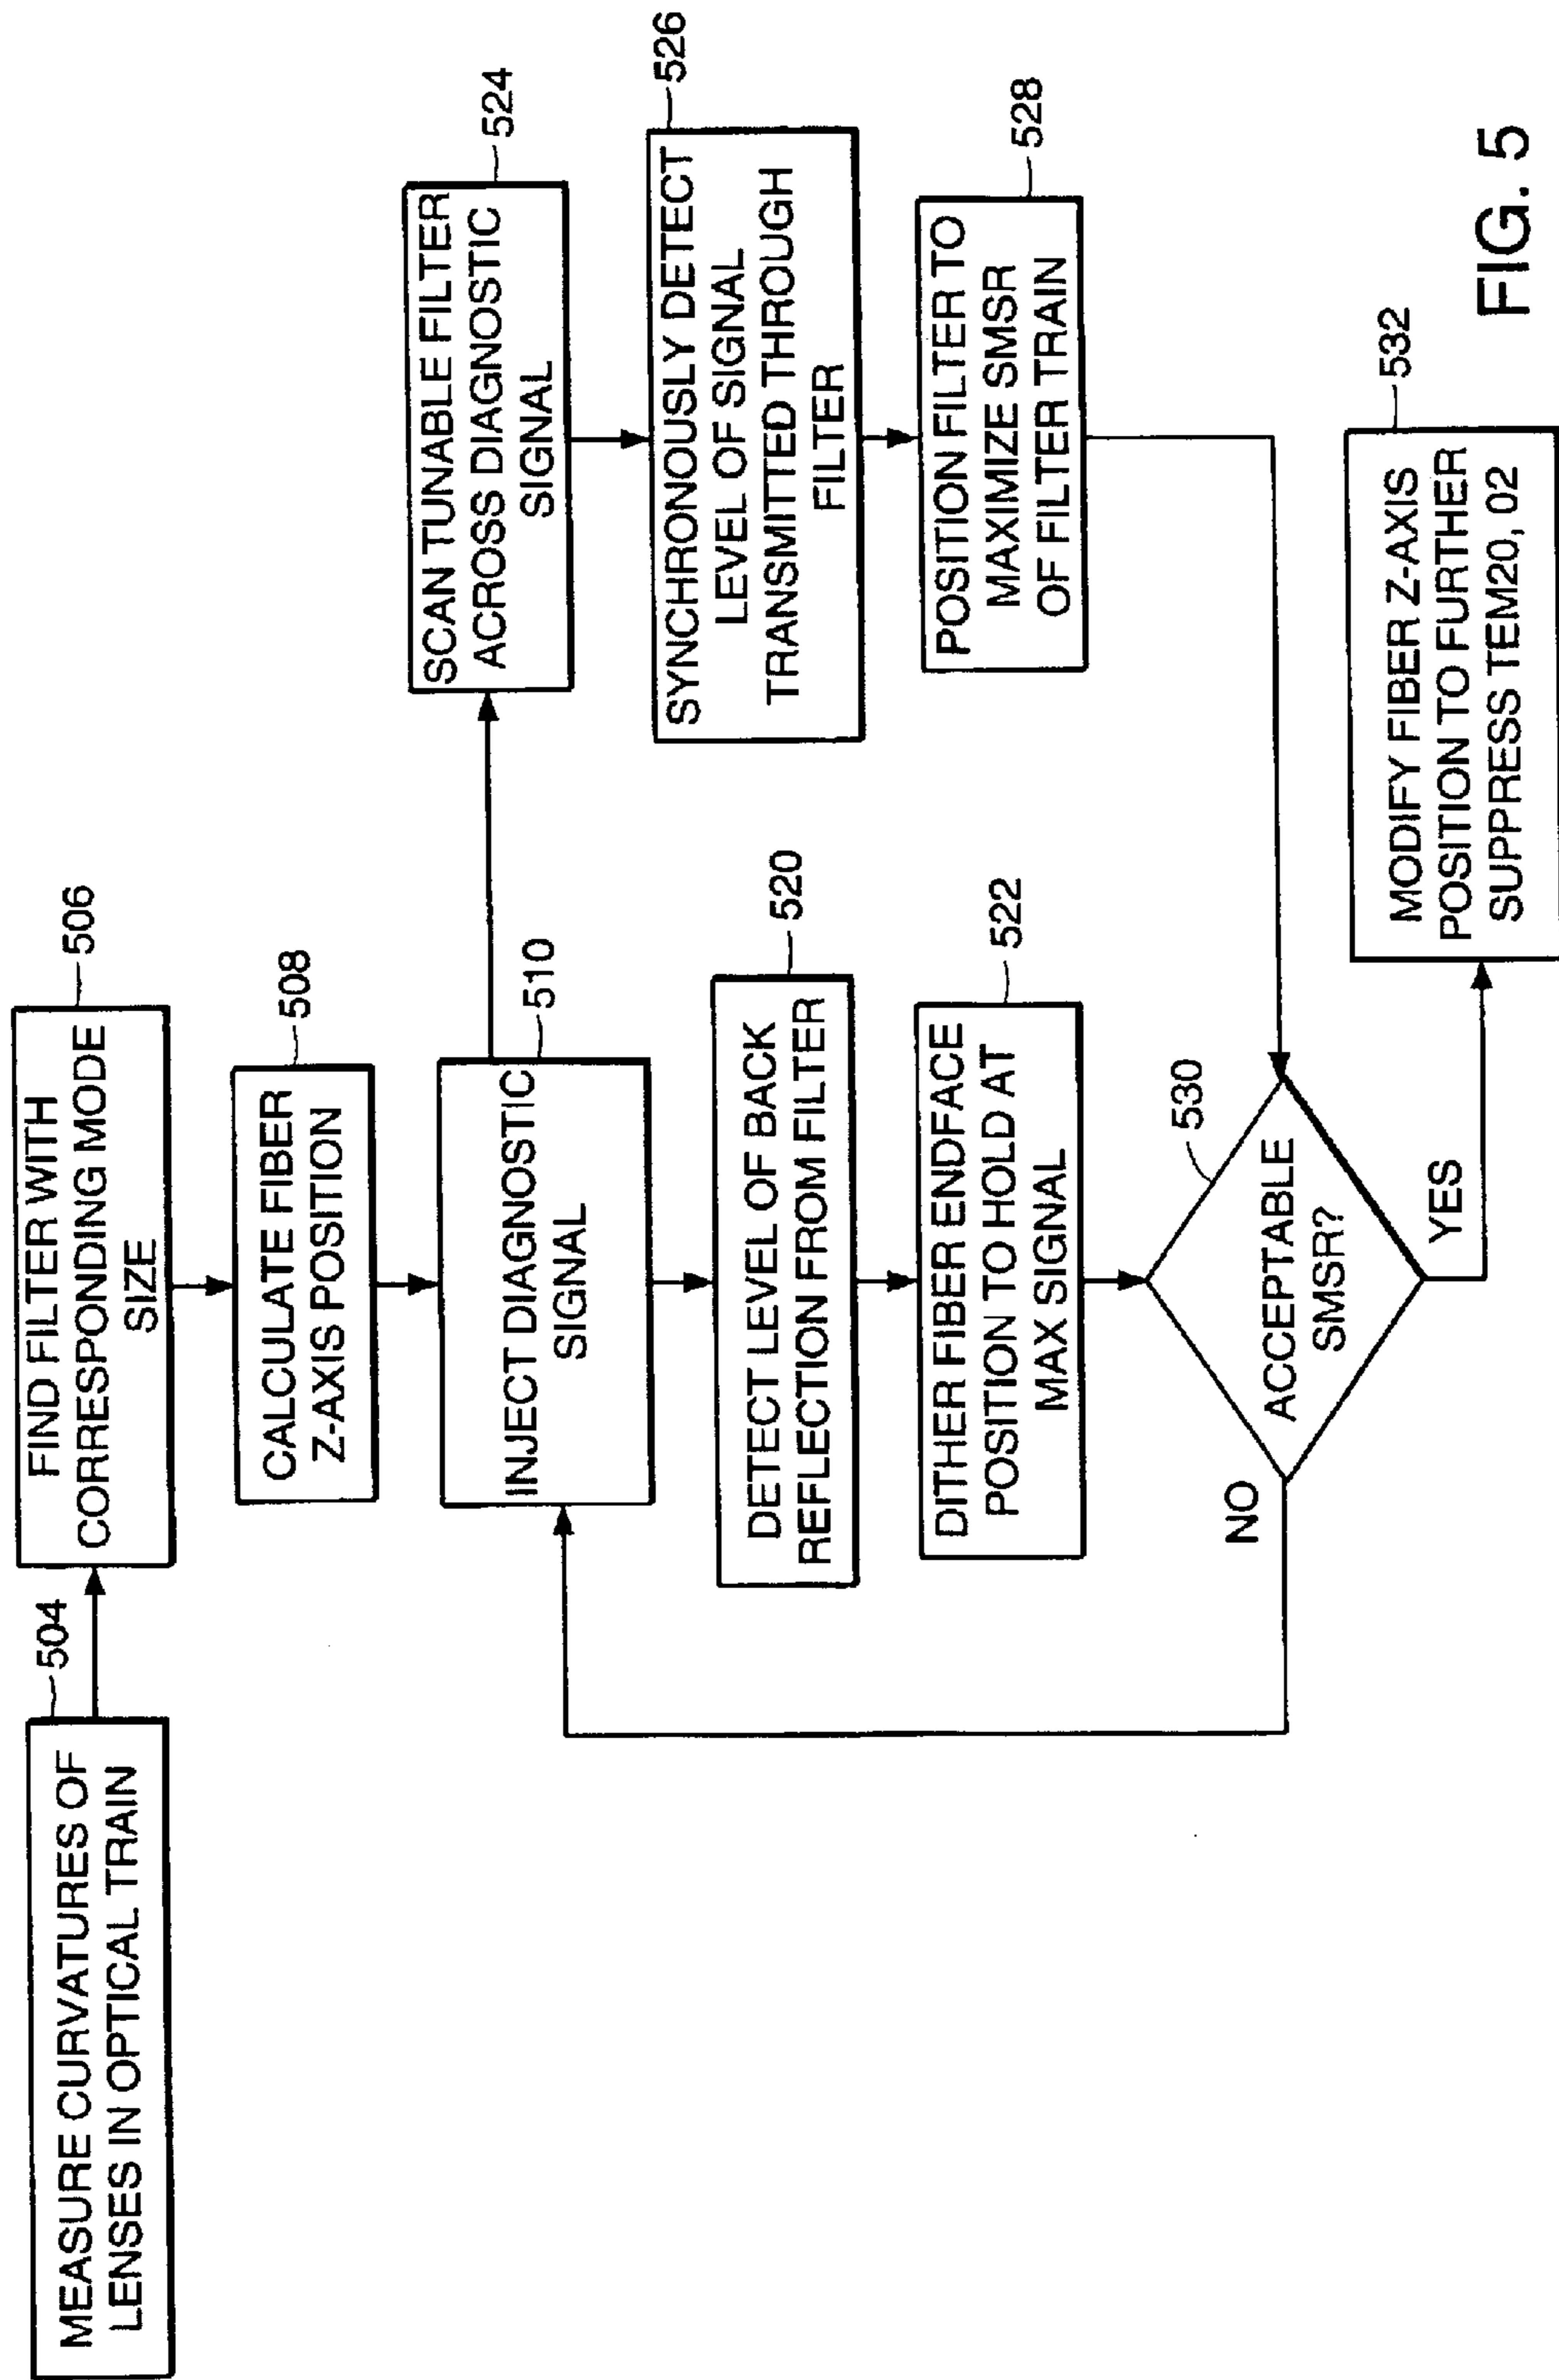 MEASURE CURVATURES OF
LENSES IN OPTICAL TRAIN
504
FIND FILTER WITH
CORRESPONDING MODE
SIZE
506
CALCULATE FIBER
Z-AXIS POSITION
508
INJECT DIAGNOSTIC
SIGNAL
510
DETECT LEVEL OF BACK
REFLECTION FROM FILTER
520
DITHER FIBER ENDFACE
POSITION TO HOLD AT
MAX SIGNAL
522
SCAN TUNABLE FILTER
ACROSS DIAGNOSTIC
SIGNAL
524
SYNCHRONOUSLY DETECT
LEVEL OF SIGNAL
TRANSMITTED THROUGH
FILTER
526
POSITION FILTER TO
MAXIMIZE SMSR
OF FILTER TRAIN
528
ACCEPTABLE
SMSR?
530
NO
YES
MODIFY FIBER Z-AXIS
POSITION TO FURTHER
SUPPRESS TEM20, 02
532
FIG. 5